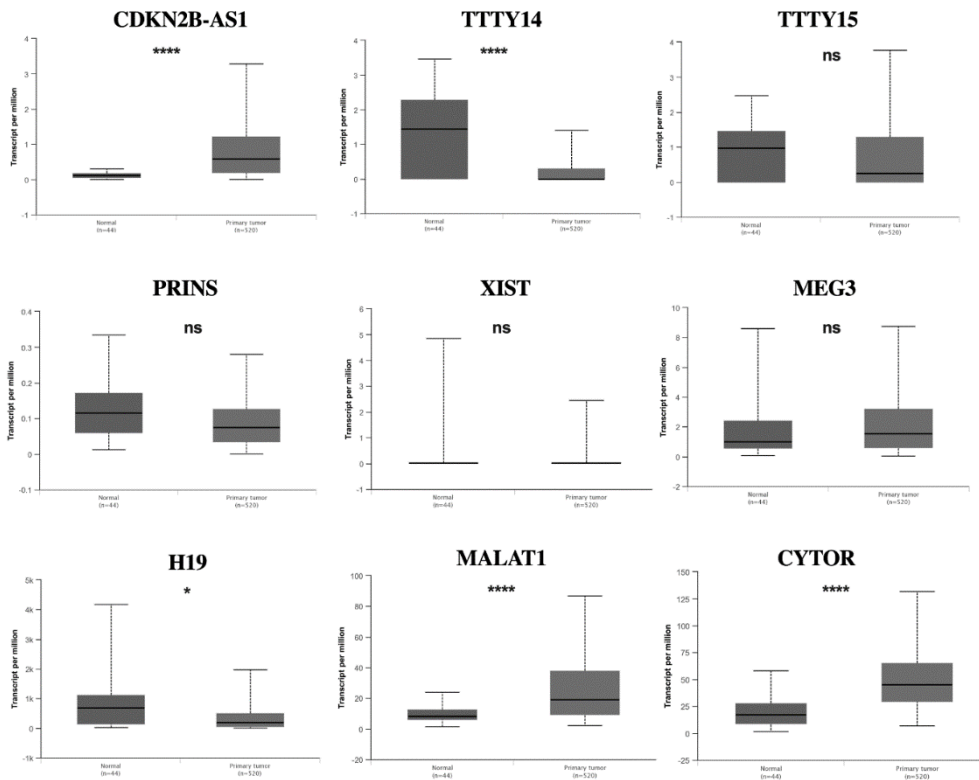 CDKN2B-AS1
****
Transcript per million
4
3
2
1
0
-1
Normal
(n=44)
Primary tumor
(n=520)
TTTY14
****
Transcript per million
4
3
2
1
0
-1
Normal
(n=44)
Primary tumor
(n=520)
TTTY15
ns
Transcript per million
4
3
2
1
0
-1
Normal
(n=44)
Primary tumor
(n=520)
PRINS
ns
Transcript per million
0.4
0.3
0.2
0.1
0
-0.1
Normal
(n=44)
Primary tumor
(n=520)
XIST
ns
Transcript per million
6
5
4
3
2
1
0
-1
Normal
(n=44)
Primary tumor
(n=520)
MEG3
ns
Transcript per million
10
8
6
4
2
0
-2
Normal
(n=44)
Primary tumor
(n=520)
H19
*
Transcript per million
5k
4k
3k
2k
1k
0
-1k
Normal
(n=44)
Primary tumor
(n=520)
MALAT1
****
Transcript per million
100
80
60
40
20
0
-20
Normal
(n=44)
Primary tumor
(n=520)
CYTOR
****
Transcript per million
150
125
100
75
50
25
0
-25
Normal
(n=44)
Primary tumor
(n=520)